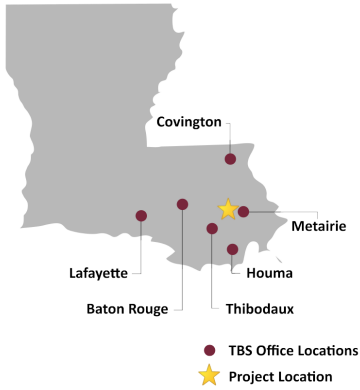 Covington
Metairie
Lafayette
Houma
Baton Rouge
Thibodaux
TBS Office Locations
Project Location